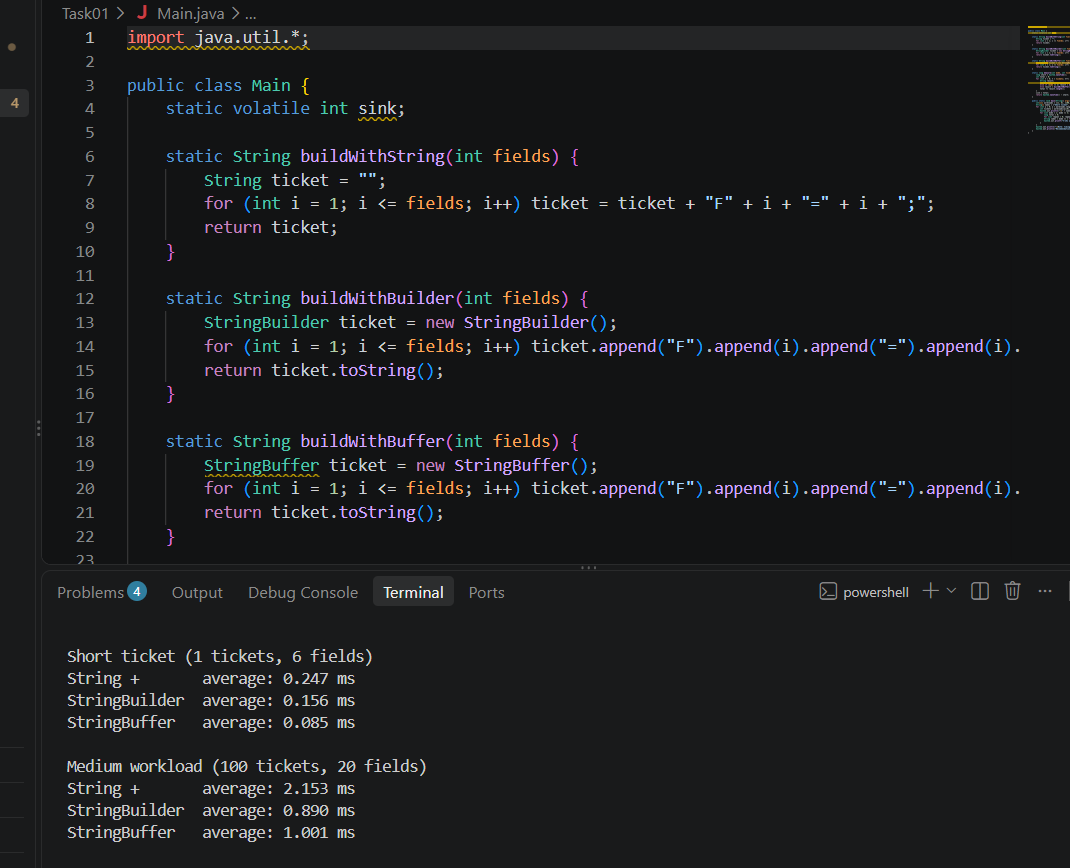 Task01 > J Main.java > ...
4
1 import java.util.*;
2
3 public class Main {
4 static volatile int sink;
5
6 static String buildWithString(int fields) {
7 String ticket = "";
8 for (int i = 1; i <= fields; i++) ticket = ticket + "F" + i + "=" + i + ";";
9 return ticket;
10 }
11
12 static String buildWithBuilder(int fields) {
13 StringBuilder ticket = new StringBuilder();
14 for (int i = 1; i <= fields; i++) ticket.append("F").append(i).append("=").append(i).
15 return ticket.toString();
16 }
17
18 static String buildWithBuffer(int fields) {
19 StringBuffer ticket = new StringBuffer();
20 for (int i = 1; i <= fields; i++) ticket.append("F").append(i).append("=").append(i).
21 return ticket.toString();
22 }
23
Problems 4 Output Debug Console Terminal Ports powershell
Short ticket (1 tickets, 6 fields)
String + average: 0.247 ms
StringBuilder average: 0.156 ms
StringBuffer average: 0.085 ms
Medium workload (100 tickets, 20 fields)
String + average: 2.153 ms
StringBuilder average: 0.890 ms
StringBuffer average: 1.001 ms